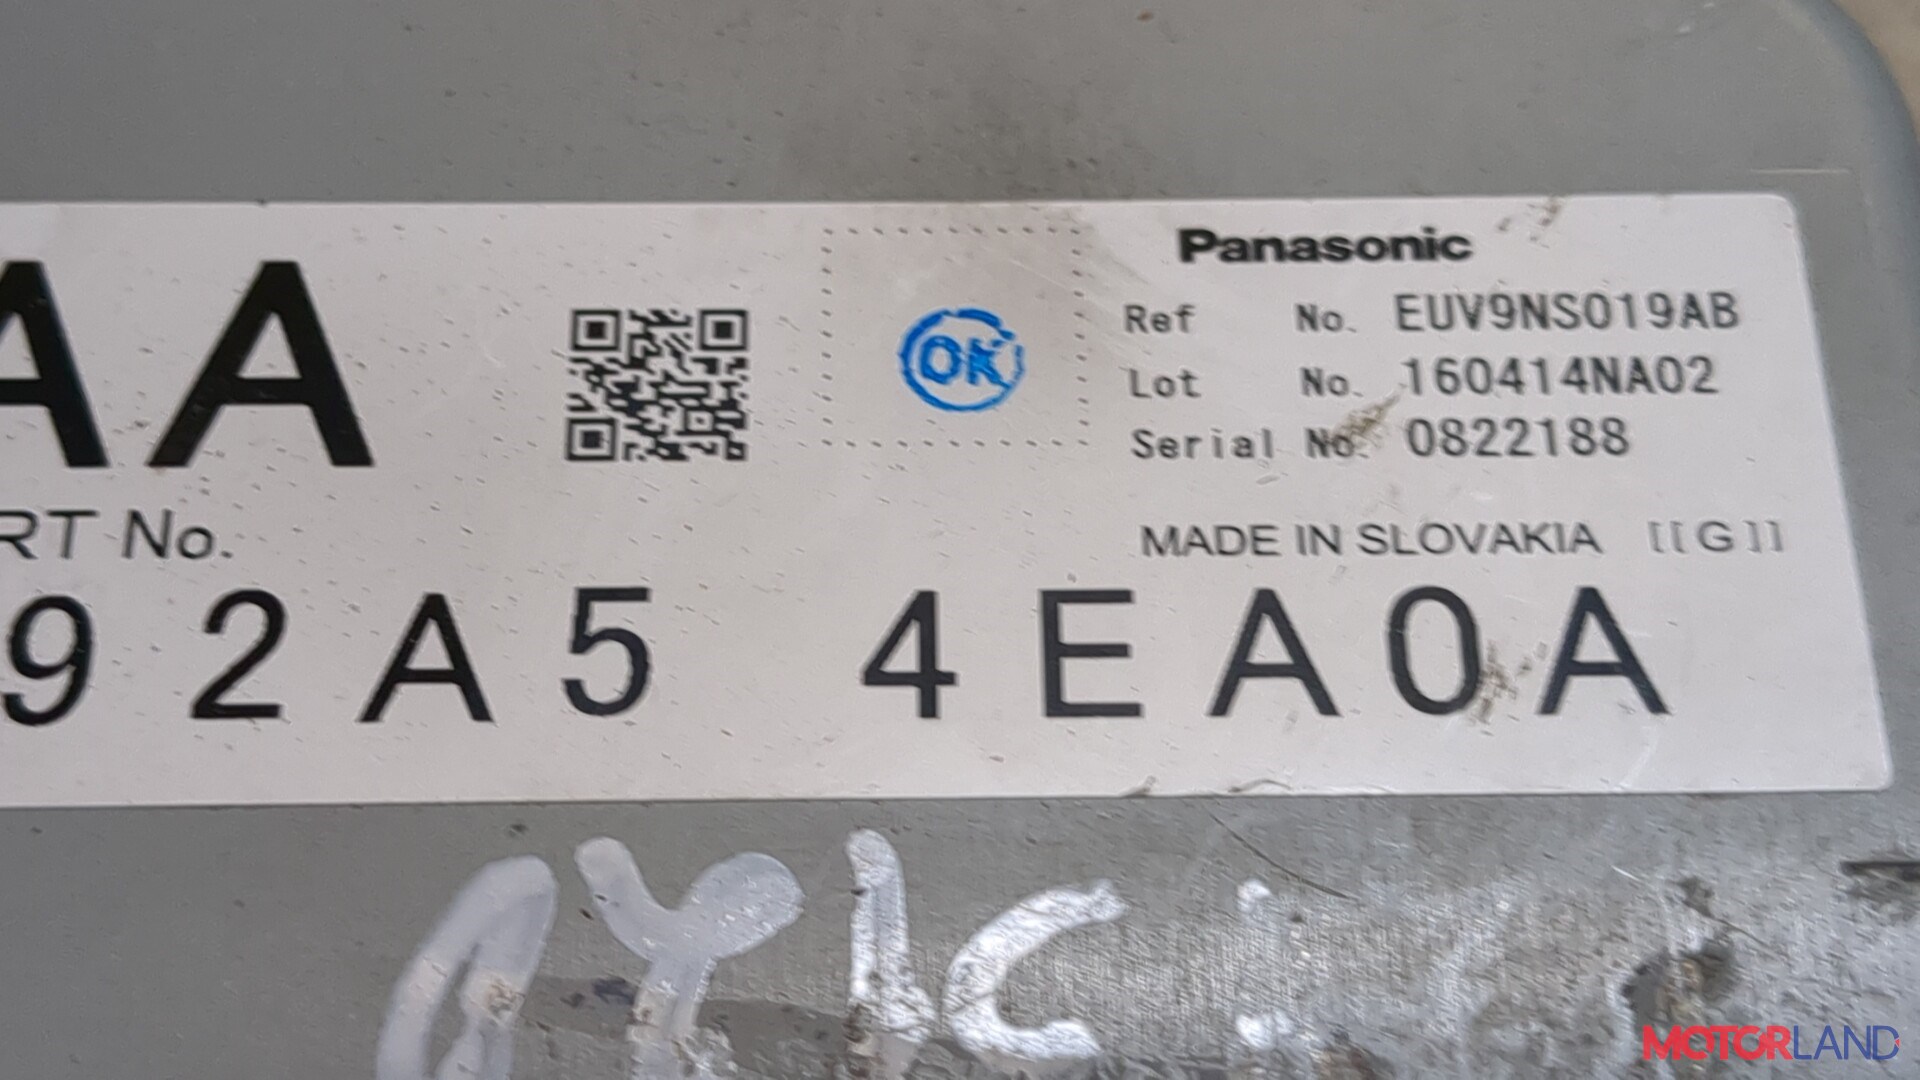 Panasonic
AA
OK
Ref No. EUV9NS019AB
Lot No. 160414NA02
Serial No. 0822188
RT No.
MADE IN SLOVAKIA [[G]]
92A5 4EA0A
MOTORLAND